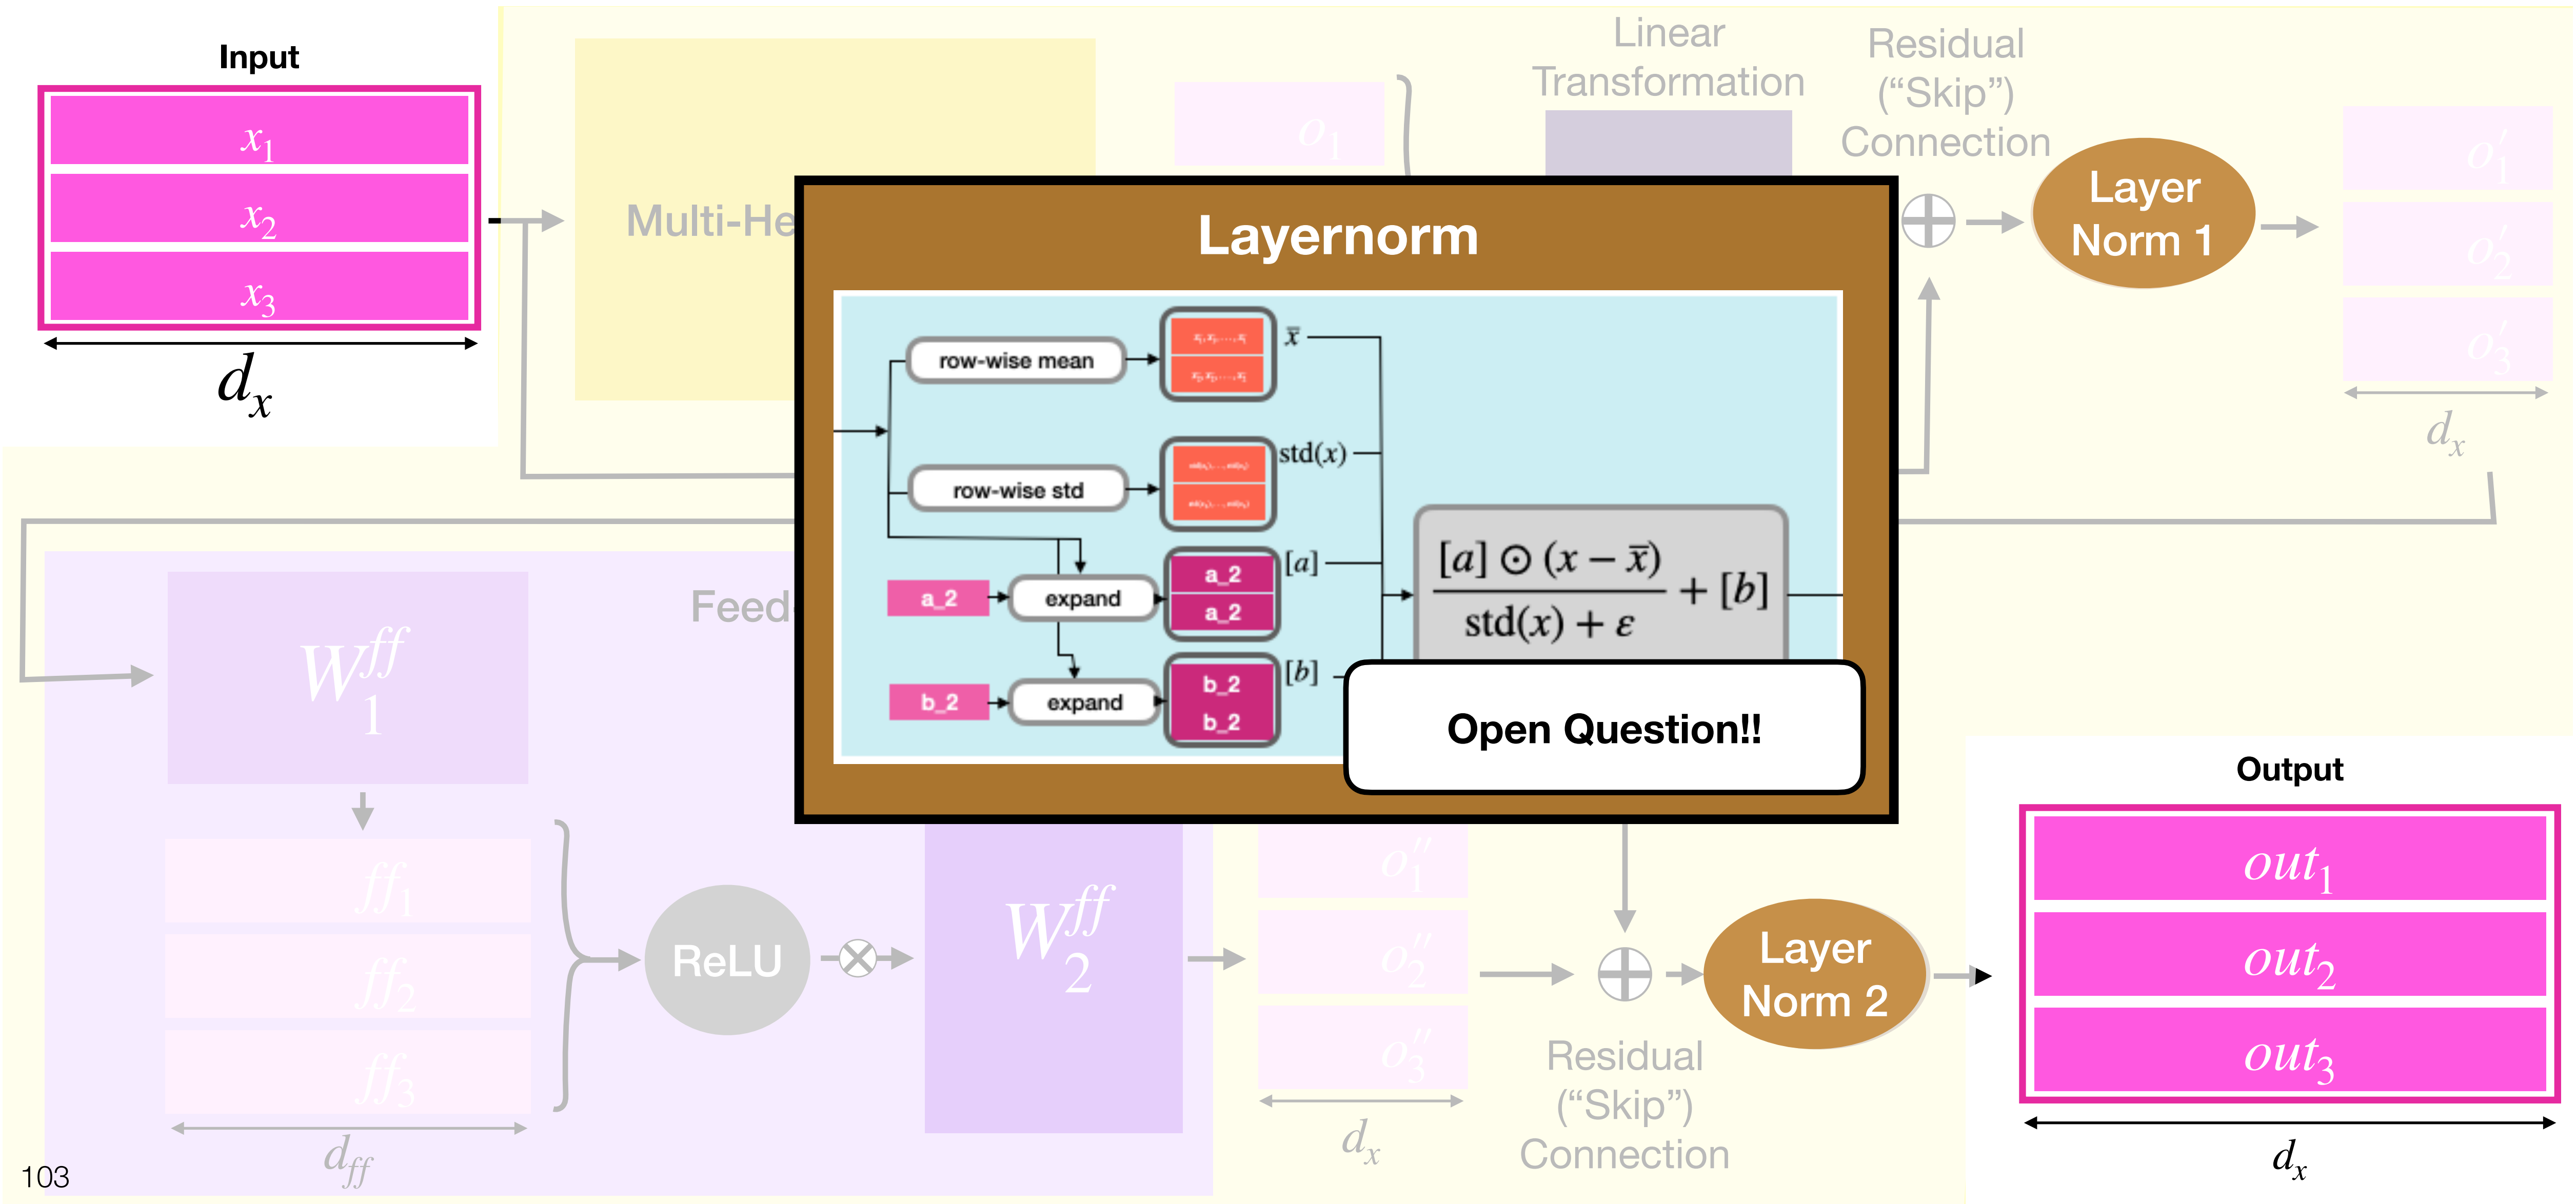 Input
x₁
x₂
x₃
dₓ
Multi-He
o₁
Linear
Transformation
Residual
(“Skip”)
Connection
Layer
Norm 1
o′₁
o′₂
o′₃
dₓ
Layernorm
row-wise mean
x̅
row-wise std
std(x)
a_2
expand
a_2
a_2
[a]
b_2
expand
b_2
b_2
[b]
[a] ⊙ (x − x̅)
std(x) + ε
+ [b]
Open Question!!
Feed
W₁ᶠᶠ
ff₁
ff₂
ff₃
d_ff
ReLU
W₂ᶠᶠ
o″₁
o″₂
o″₃
dₓ
Residual
(“Skip”)
Connection
Layer
Norm 2
Output
out₁
out₂
out₃
dₓ
103